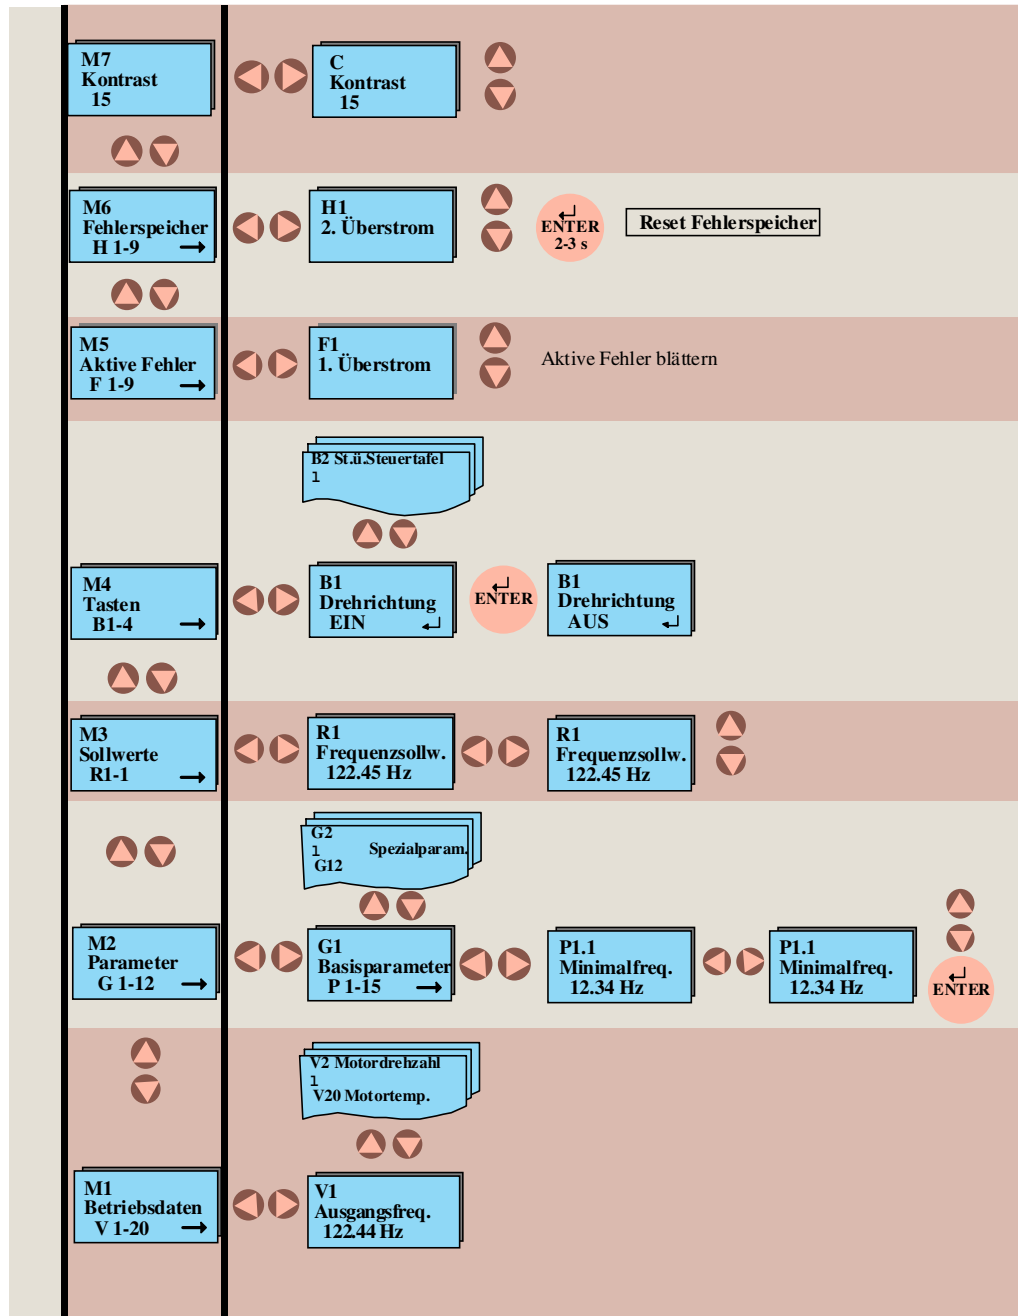 M7
Kontrast
15
C
Kontrast
15
M6
Fehlerspeicher
H 1-9 →
H1
2. Überstrom
↵
ENTER
2-3 s
Reset Fehlerspeicher
M5
Aktive Fehler
F 1-9 →
F1
1. Überstrom
Aktive Fehler blättern
B2 St.ü.Steuertafel
1
M4
Tasten
B1-4 →
B1
Drehrichtung
EIN ↵
↵
ENTER
B1
Drehrichtung
AUS ↵
M3
Sollwerte
R1-1 →
R1
Frequenzsollw.
122.45 Hz
R1
Frequenzsollw.
122.45 Hz
G2
1 Spezialparam.
G12
M2
Parameter
G 1-12 →
G1
Basisparameter
P 1-15 →
P1.1
Minimalfreq.
12.34 Hz
P1.1
Minimalfreq.
12.34 Hz
↵
ENTER
V2 Motordrehzahl
1
V20 Motortemp.
M1
Betriebsdaten
V 1-20 →
V1
Ausgangsfreq.
122.44 Hz